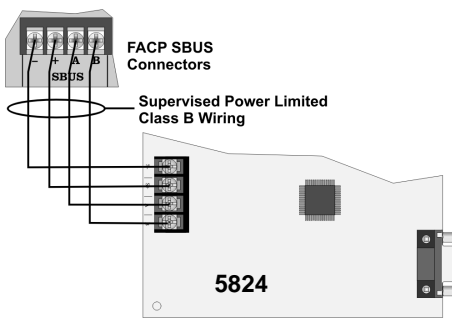 FACP SBUS
Connectors
– + A B
SBUS
Supervised Power Limited
Class B Wiring
5824